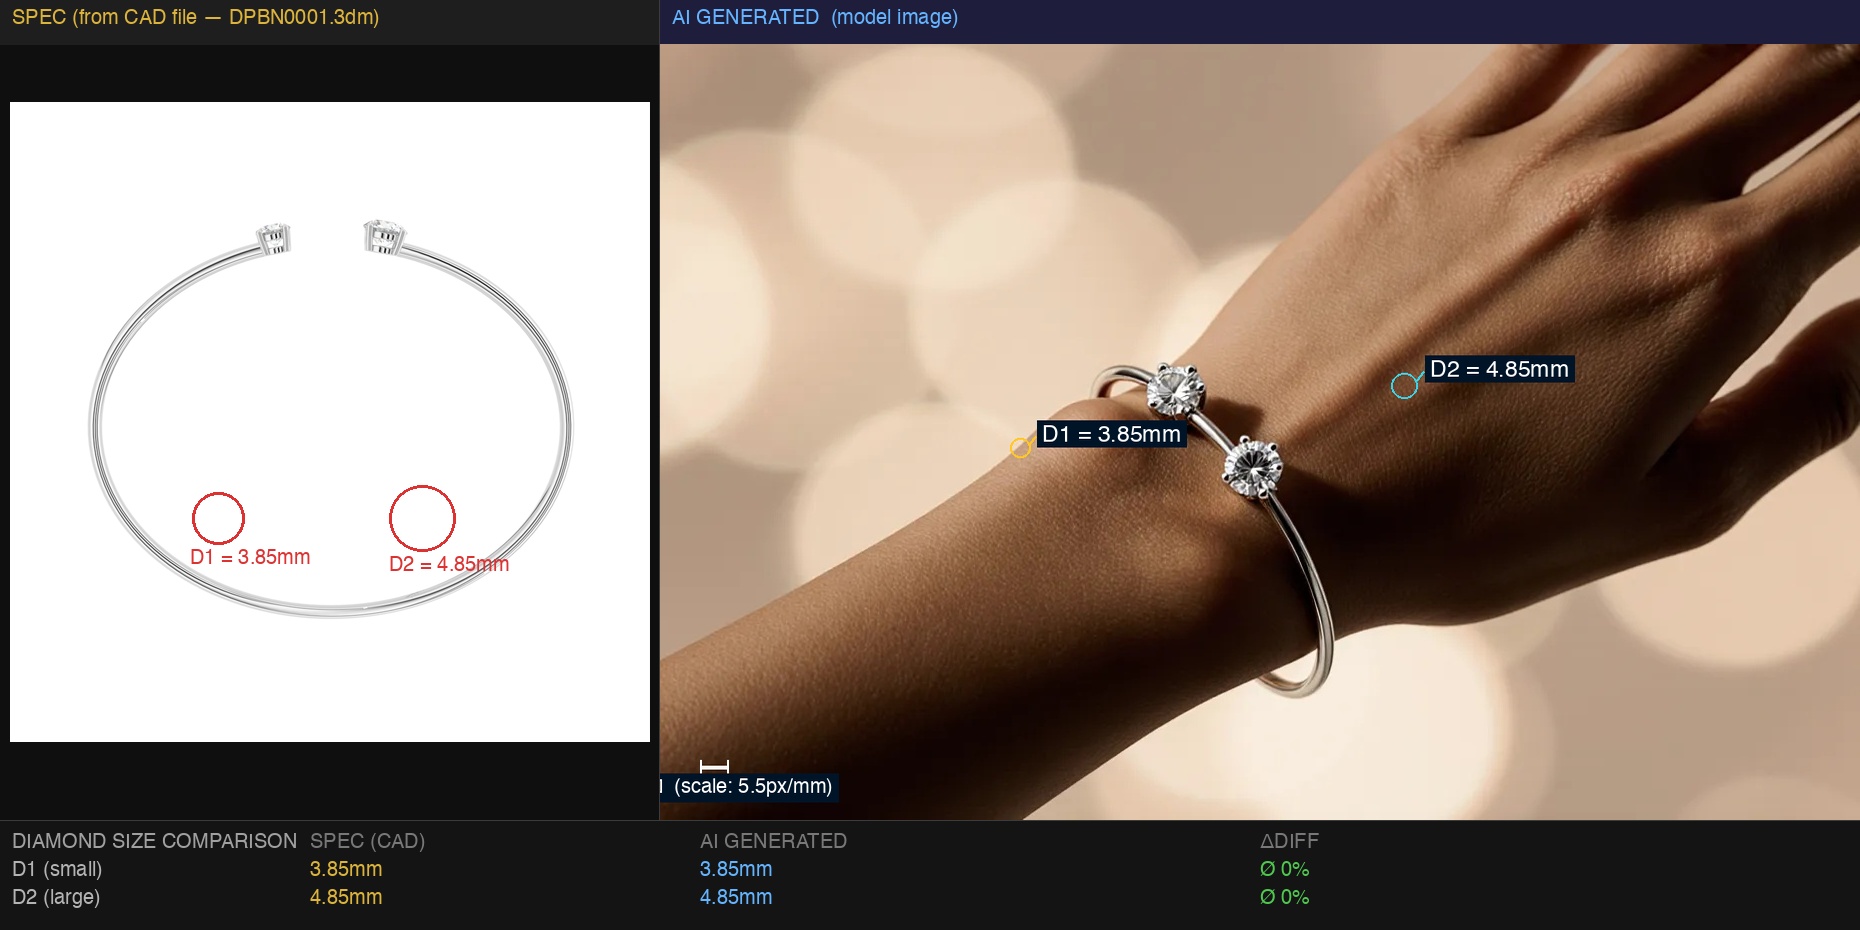 SPEC (from CAD file — DPBN0001.3dm)
AI GENERATED (model image)
D2 = 4.85mm
D1 = 3.85mm
D1 = 3.85mm
D2 = 4.85mm
(scale: 5.5px/mm)
DIAMOND SIZE COMPARISON SPEC (CAD) AI GENERATED ΔDIFF
D1 (small) 3.85mm 3.85mm Ø 0%
D2 (large) 4.85mm 4.85mm Ø 0%